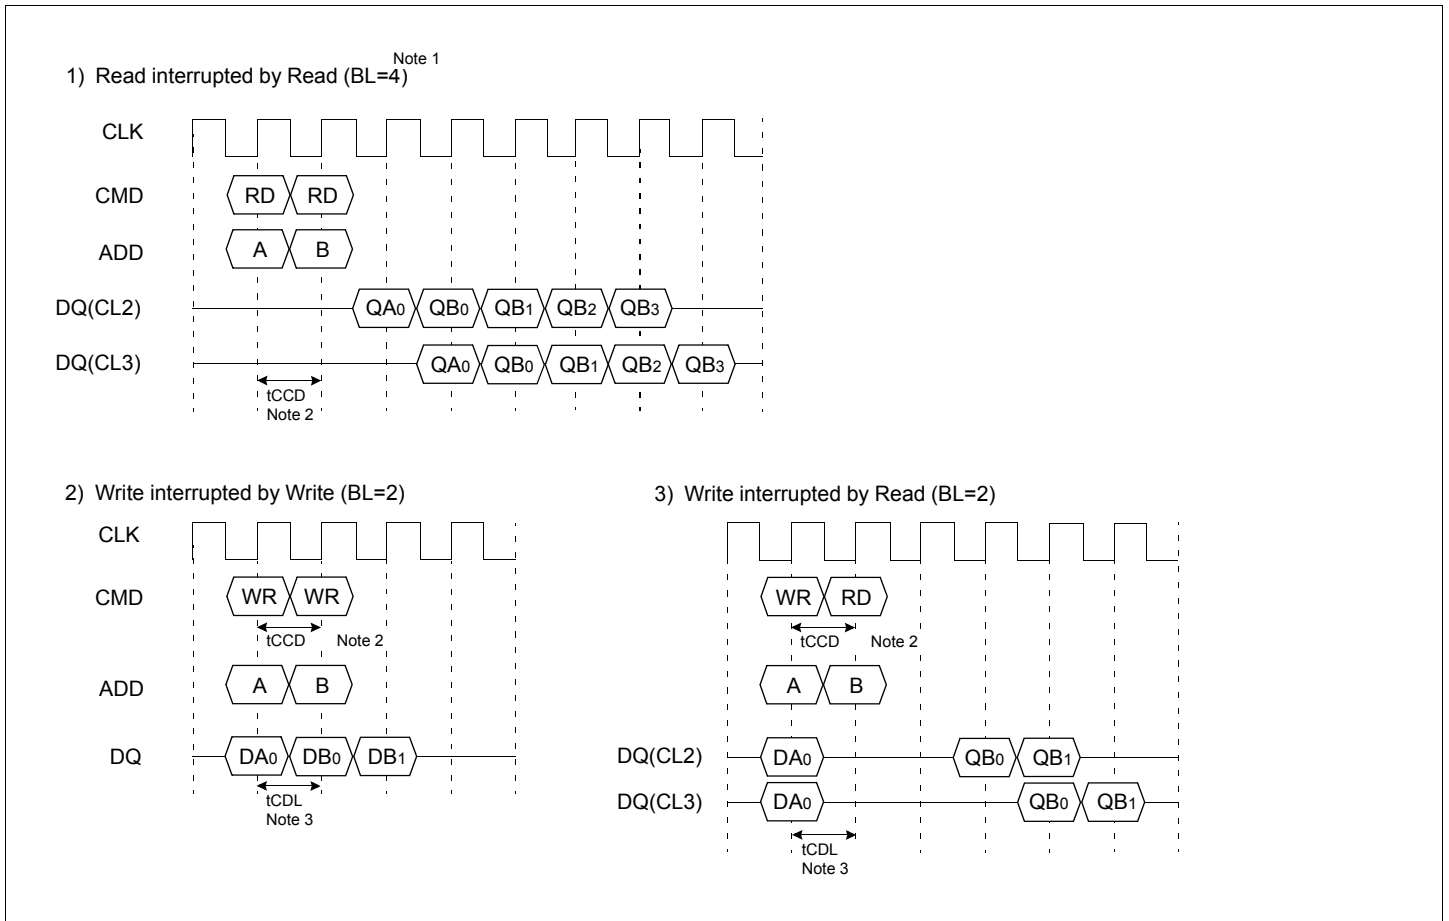 1) Read interrupted by Read (BL=4) Note 1
CLK
CMD RD RD
ADD A B
DQ(CL2) QA0 QB0 QB1 QB2 QB3
DQ(CL3) QA0 QB0 QB1 QB2 QB3
tCCD
Note 2
2) Write interrupted by Write (BL=2)
CLK
CMD WR WR
tCCD Note 2
ADD A B
DQ DA0 DB0 DB1
tCDL
Note 3
3) Write interrupted by Read (BL=2)
WR RD
tCCD Note 2
A B
DQ(CL2) DA0 QB0 QB1
DQ(CL3) DA0 QB0 QB1
tCDL
Note 3